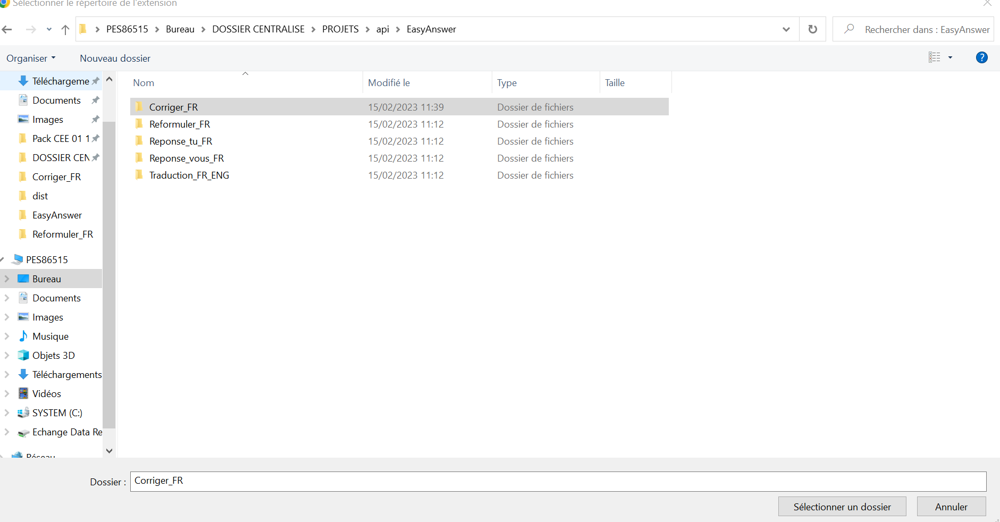 Sélectionner le répertoire de l'extension
PES86515 Bureau DOSSIER CENTRALISE PROJETS api EasyAnswer
Rechercher dans : EasyAnswer
Organiser Nouveau dossier
?
Téléchargeme
Documents
Images
Pack CEE 01 1
DOSSIER CEN
Corriger_FR
dist
EasyAnswer
Reformuler_FR
PES86515
Bureau
Documents
Images
Musique
Objets 3D
Téléchargements
Vidéos
SYSTEM (C:)
Echange Data Re
Réseau
Nom Modifié le Type Taille
Corriger_FR 15/02/2023 11:39 Dossier de fichiers
Reformuler_FR 15/02/2023 11:12 Dossier de fichiers
Reponse_tu_FR 15/02/2023 11:12 Dossier de fichiers
Reponse_vous_FR 15/02/2023 11:12 Dossier de fichiers
Traduction_FR_ENG 15/02/2023 11:12 Dossier de fichiers
Dossier : Corriger_FR
Sélectionner un dossier Annuler